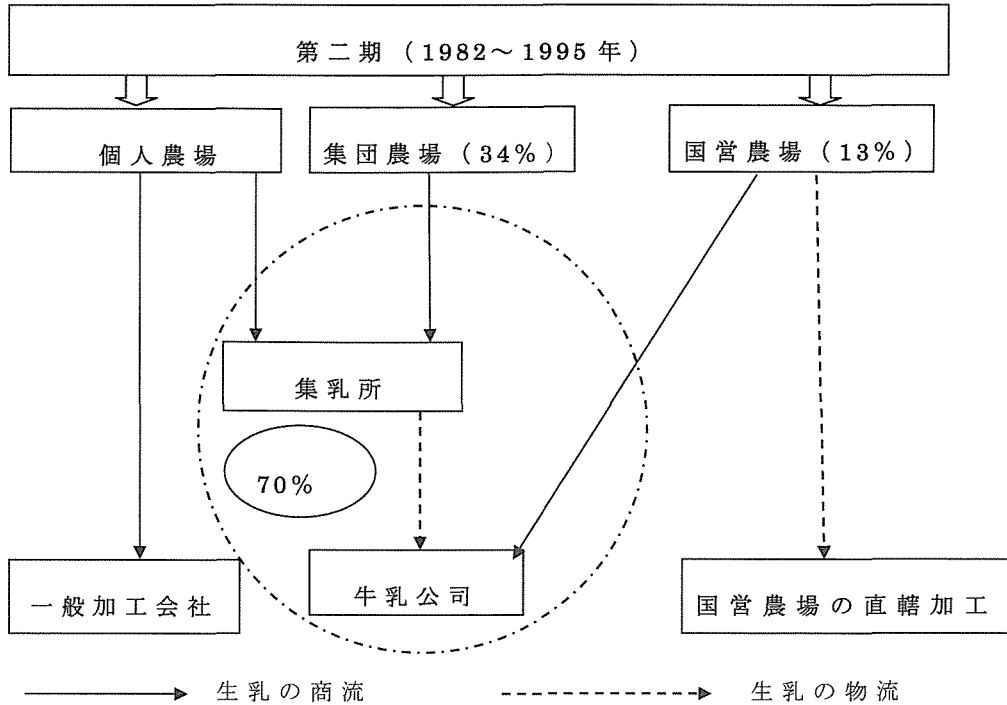 第二期（1982～1995年）
個人農場
集団農場（34%）
国営農場（13%）
集乳所
70%
一般加工会社
牛乳公司
国営農場の直轄加工
生乳の商流
生乳の物流